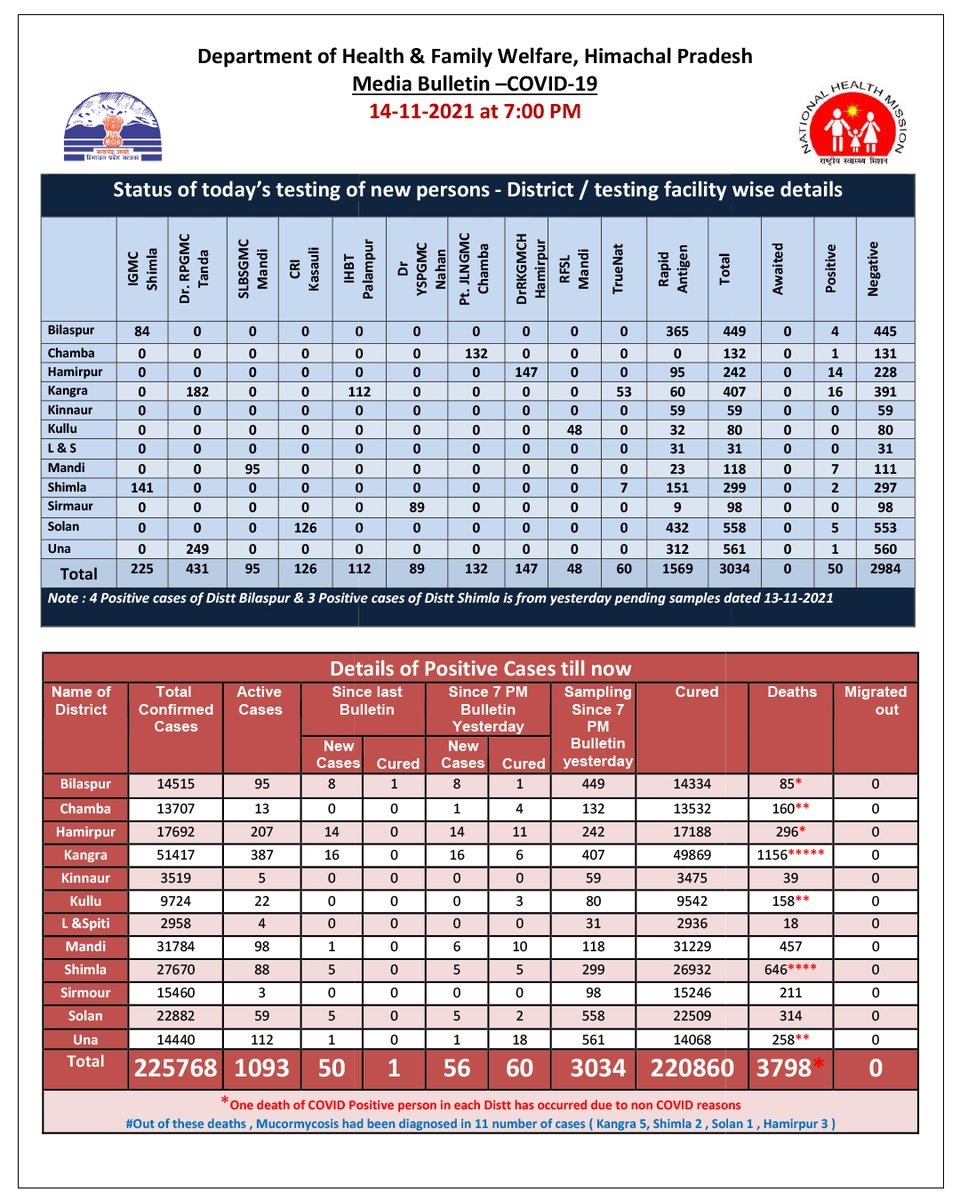 Department of Health & Family Welfare, Himachal Pradesh
Media Bulletin –COVID-19
14-11-2021 at 7:00 PM
हिमाचल प्रदेश सरकार
NATIONAL HEALTH MISSION
राष्ट्रीय स्वास्थ्य मिशन
Status of today's testing of new persons - District / testing facility wise details
IGMC Shimla Dr. RPGMC Tanda SLBSGMC Mandi CRI Kasauli IHBT Palampur Dr YSPGMC Nahan Pt. JLNGMC Chamba DrRKGMCH Hamirpur RFSL Mandi TrueNat Rapid Antigen Total Awaited Positive Negative
Bilaspur 84 0 0 0 0 0 0 0 0 0 365 449 0 4 445
Chamba 0 0 0 0 0 0 132 0 0 0 0 132 0 1 131
Hamirpur 0 0 0 0 0 0 0 147 0 0 95 242 0 14 228
Kangra 0 182 0 0 112 0 0 0 0 53 60 407 0 16 391
Kinnaur 0 0 0 0 0 0 0 0 0 0 59 59 0 0 59
Kullu 0 0 0 0 0 0 0 0 48 0 32 80 0 0 80
L & S 0 0 0 0 0 0 0 0 0 0 31 31 0 0 31
Mandi 0 0 95 0 0 0 0 0 0 0 23 118 0 7 111
Shimla 141 0 0 0 0 0 0 0 0 7 151 299 0 2 297
Sirmaur 0 0 0 0 0 89 0 0 0 0 9 98 0 0 98
Solan 0 0 0 126 0 0 0 0 0 0 432 558 0 5 553
Una 0 249 0 0 0 0 0 0 0 0 312 561 0 1 560
Total 225 431 95 126 112 89 132 147 48 60 1569 3034 0 50 2984
Note : 4 Positive cases of Distt Bilaspur & 3 Positive cases of Distt Shimla is from yesterday pending samples dated 13-11-2021
Details of Positive Cases till now
Name of District Total Confirmed Cases Active Cases Since last Bulletin Since 7 PM Bulletin Yesterday Sampling Since 7 PM Bulletin yesterday Cured Deaths Migrated out
New Cases Cured New Cases Cured
Bilaspur 14515 95 8 1 8 1 449 14334 85* 0
Chamba 13707 13 0 0 1 4 132 13532 160** 0
Hamirpur 17692 207 14 0 14 11 242 17188 296* 0
Kangra 51417 387 16 0 16 6 407 49869 1156***** 0
Kinnaur 3519 5 0 0 0 0 59 3475 39 0
Kullu 9724 22 0 0 0 3 80 9542 158** 0
L &Spiti 2958 4 0 0 0 0 31 2936 18 0
Mandi 31784 98 1 0 6 10 118 31229 457 0
Shimla 27670 88 5 0 5 5 299 26932 646**** 0
Sirmour 15460 3 0 0 0 0 98 15246 211 0
Solan 22882 59 5 0 5 2 558 22509 314 0
Una 14440 112 1 0 1 18 561 14068 258** 0
Total 225768 1093 50 1 56 60 3034 220860 3798* 0
*One death of COVID Positive person in each Distt has occurred due to non COVID reasons
#Out of these deaths , Mucormycosis had been diagnosed in 11 number of cases ( Kangra 5, Shimla 2 , Solan 1 , Hamirpur 3 )